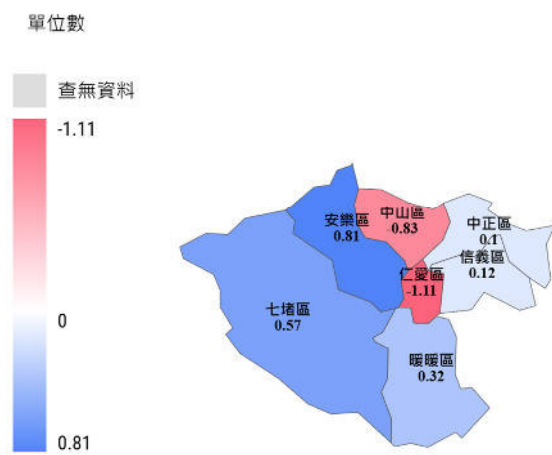 單位數
查無資料
-1.11
0
0.81
安樂區
0.81
中山區
-0.83
中正區
0.1
信義區
0.12
仁愛區
-1.11
七堵區
0.57
暖暖區
0.32